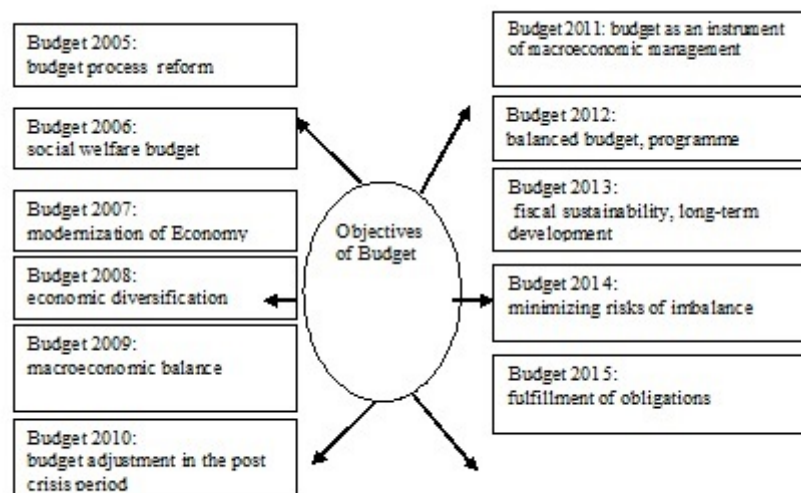 Budget 2005:
budget process reform
Budget 2006:
social welfare budget
Budget 2007:
modernization of Economy
Budget 2008:
economic diversification
Budget 2009:
macroeconomic balance
Budget 2010:
budget adjustment in the post
crisis period
Objectives
of Budget
Budget 2011: budget as an instrument
of macroeconomic management
Budget 2012:
balanced budget, programme
Budget 2013:
fiscal sustainability, long-term
development
Budget 2014:
minimizing risks of imbalance
Budget 2015:
fulfillment of obligations